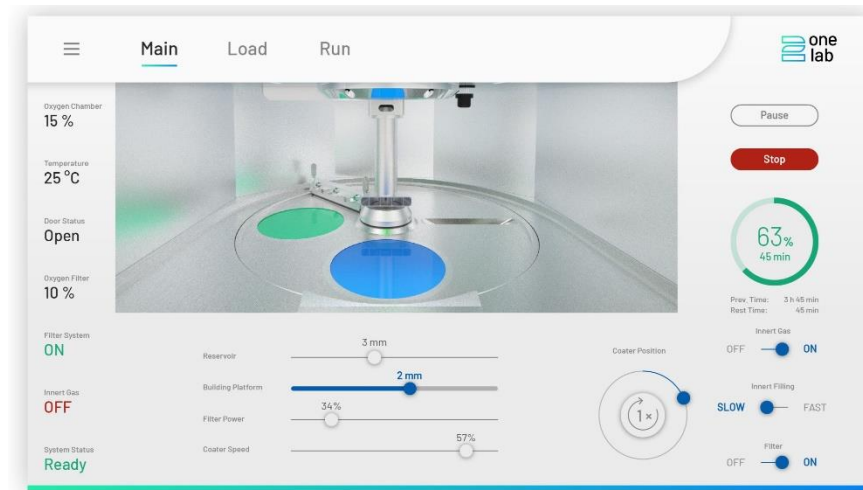 Main
Load
Run
one
lab
Oxygen Chamber
15 %
Temperature
25 °C
Door Status
Open
Oxygen Filter
10 %
Filter System
ON
Innert Gas
OFF
System Status
Ready
Reservoir
3 mm
Building Platform
2 mm
Filter Power
34%
Coater Speed
57%
Coater Position
1 ×
Pause
Stop
63%
45 min
Prev. Time: 3 h 45 min
Rest Time: 45 min
Innert Gas
OFF ON
Innert Filling
SLOW FAST
Filter
OFF ON